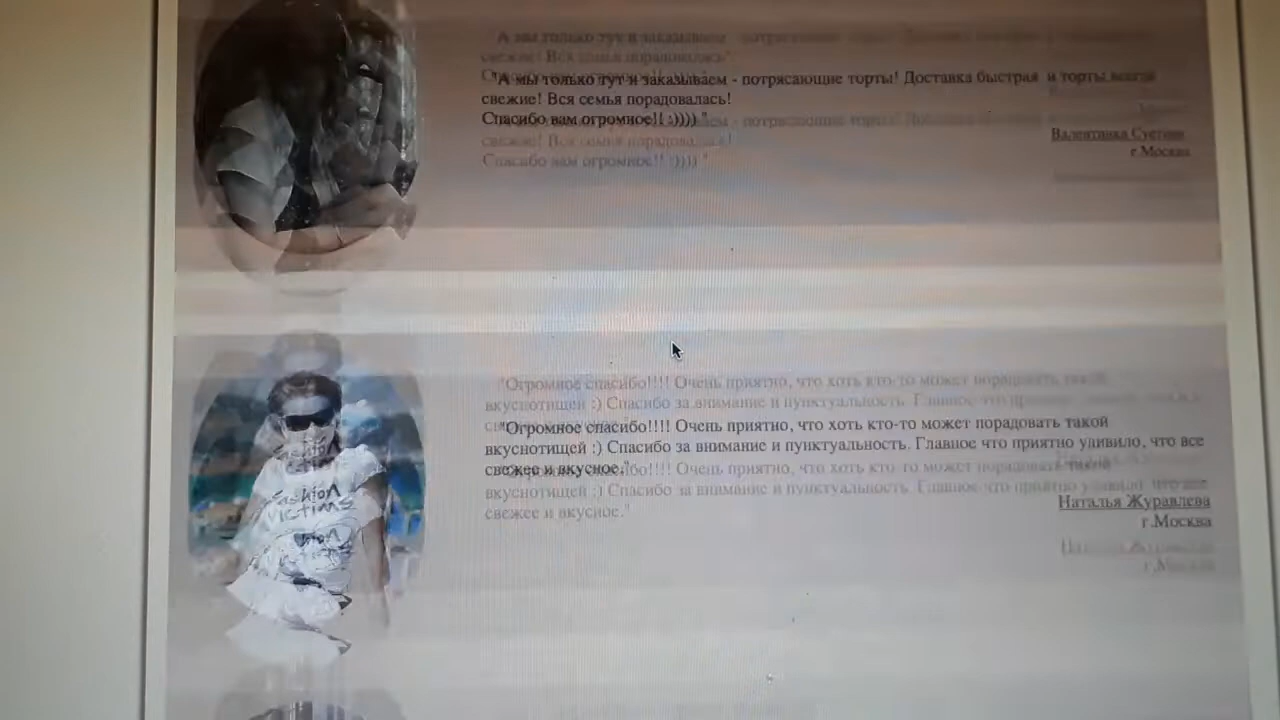 "А мы только тут и заказываем - потрясающие торты! Доставка быстрая и торты всегда
свежие! Вся семья порадовалась!
Спасибо вам огромное!! :)))) "
Валентинка
г.Москва
"Огромное спасибо!!!! Очень приятно, что хоть кто-то может порадовать такой
вкуснотищей :) Спасибо за внимание и пунктуальность. Главное что приятно удивило, что все
свежее и вкусное."
Наталья Журавлева
г.Москва
fashion
victims